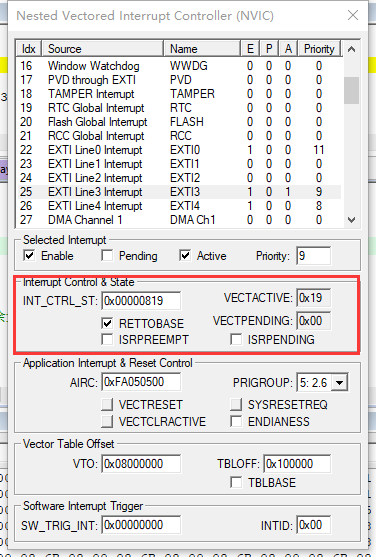 Nested Vectored Interrupt Controller (NVIC)
Idx Source Name E P A Priority
16 Window Watchdog WWDG 0 0 0 0
17 PVD through EXTI PVD 0 0 0 0
18 TAMPER Interrupt TAMPER 0 0 0 0
19 RTC Global Interrupt RTC 0 0 0 0
20 Flash Global Interrupt FLASH 0 0 0 0
21 RCC Global Interrupt RCC 0 0 0 0
22 EXTI Line0 Interrupt EXTI0 1 0 0 11
23 EXTI Line1 Interrupt EXTI1 0 0 0 0
24 EXTI Line2 Interrupt EXTI2 0 0 0 0
25 EXTI Line3 Interrupt EXTI3 1 0 1 9
26 EXTI Line4 Interrupt EXTI4 1 0 0 8
27 DMA Channel 1 DMA Ch1 0 0 0 0
Selected Interrupt
Enable Pending Active Priority: 9
Interrupt Control & State
INT_CTRL_ST: 0x00000819 VECTACTIVE: 0x19
RETTOBASE VECTPENDING: 0x00
ISRPREEMPT ISRPENDING
Application Interrupt & Reset Control
AIRC: 0xFA050500 PRIGROUP: 5: 2.6
VECTRESET SYSRESETREQ
VECTCLRACTIVE ENDIANESS
Vector Table Offset
VTO: 0x08000000 TBLOFF: 0x100000
TBLBASE
Software Interrupt Trigger
SW_TRIG_INT: 0x00000000 INTID: 0x00